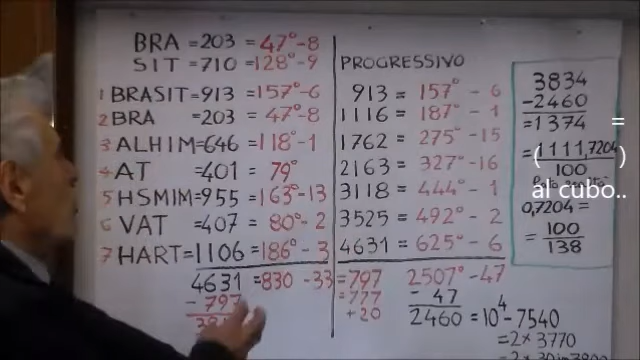 BRA = 203 = 47° - 8
SIT = 710 = 128° - 9
1 BRASIT = 913 = 157° - 6
2 BRA = 203 = 47° - 8
3 ALHIM = 646 = 118° - 1
4 AT = 401 = 79°
5 HSMIM = 955 = 163° - 13
6 VAT = 407 = 80° - 2
7 HART = 1106 = 186° - 3
4631 = 830 - 33 = 797
- 797
= 777
+ 20
PROGRESSIVO
913 = 157° - 6
1116 = 187° - 1
1762 = 275° - 15
2163 = 327° - 16
3118 = 444° - 1
3525 = 492° - 2
4631 = 625° - 6
2507° - 47
- 47
2460 = 10⁴ - 7540
= 2 x 3770
3834
- 2460
= 1374
=
= ( 1111,7204 )
100
al cubo..
0,7204 =
= 100
138